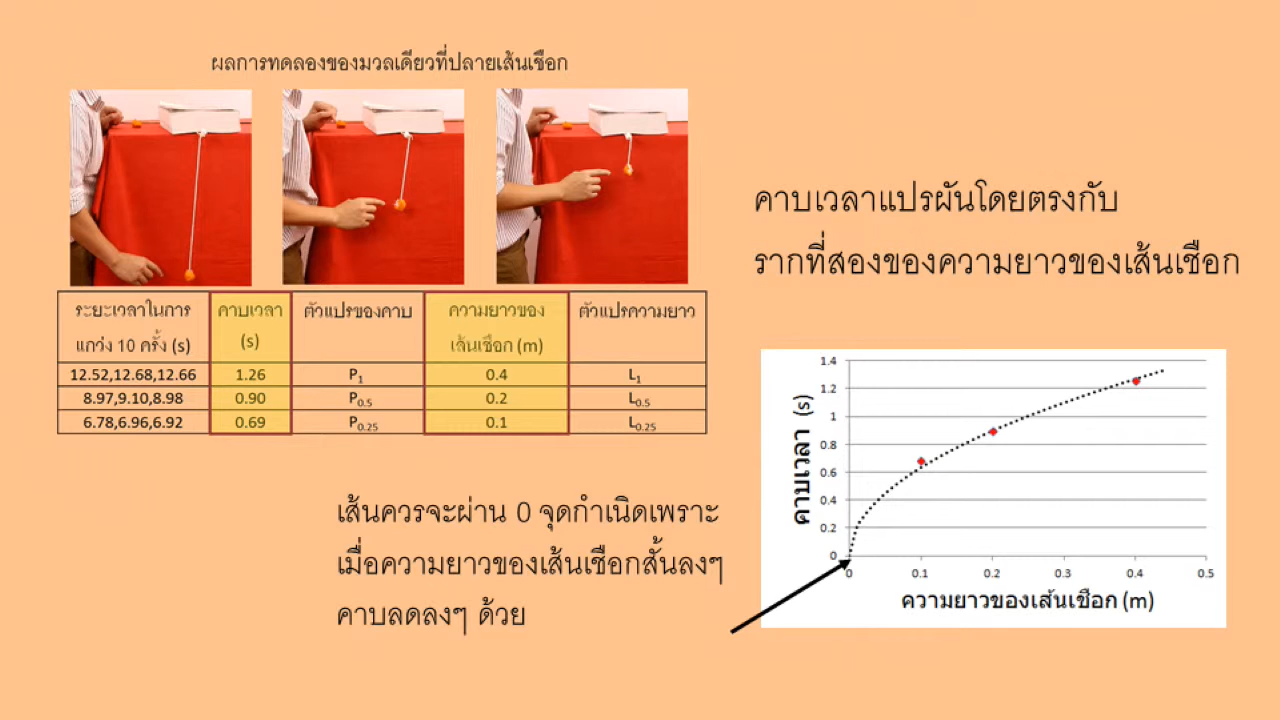 ผลการทดลองของมวลเดียวที่ปลายเส้นเชือก
ระยะเวลาในการ
แกว่ง 10 ครั้ง (s)
คาบเวลา
(s)
ตัวแปรของคาบ
ความยาวของ
เส้นเชือก (m)
ตัวแปรความยาว
12.52,12.68,12.66 1.26 P1 0.4 L1
8.97,9.10,8.98 0.90 P0.5 0.2 L0.5
6.78,6.96,6.92 0.69 P0.25 0.1 L0.25
คาบเวลาแปรผันโดยตรงกับ
รากที่สองของความยาวของเส้นเชือก
เส้นควรจะผ่าน 0 จุดกำเนิดเพราะ
เมื่อความยาวของเส้นเชือกสั้นลงๆ
คาบลดลงๆ ด้วย
คาบเวลา (s)
1.4
1.2
1
0.8
0.6
0.4
0.2
0
0 0.1 0.2 0.3 0.4 0.5
ความยาวของเส้นเชือก (m)